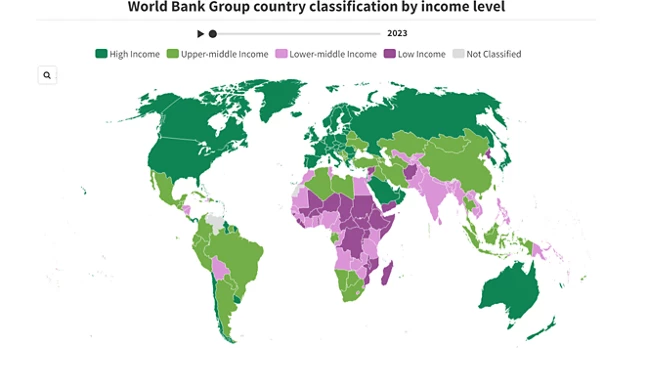 World Bank Group country classification by income level
2023
High Income Upper-middle Income Lower-middle Income Low Income Not Classified